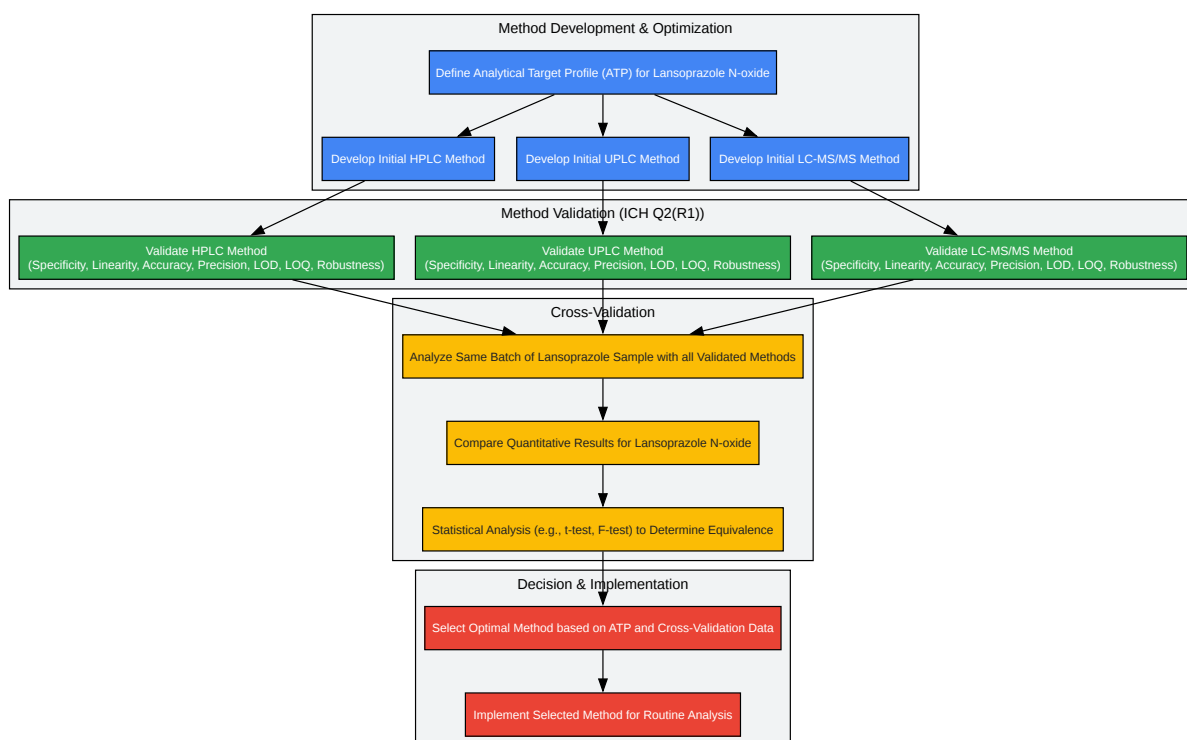 Method Development & Optimization
Define Analytical Target Profile (ATP) for Lansoprazole N-oxide
Develop Initial HPLC Method
Develop Initial UPLC Method
Develop Initial LC-MS/MS Method
Method Validation (ICH Q2(R1))
Validate HPLC Method
(Specificity, Linearity, Accuracy, Precision, LOD, LOQ, Robustness)
Validate UPLC Method
(Specificity, Linearity, Accuracy, Precision, LOD, LOQ, Robustness)
Validate LC-MS/MS Method
(Specificity, Linearity, Accuracy, Precision, LOD, LOQ, Robustness)
Cross-Validation
Analyze Same Batch of Lansoprazole Sample with all Validated Methods
Compare Quantitative Results for Lansoprazole N-oxide
Statistical Analysis (e.g., t-test, F-test) to Determine Equivalence
Decision & Implementation
Select Optimal Method based on ATP and Cross-Validation Data
Implement Selected Method for Routine Analysis